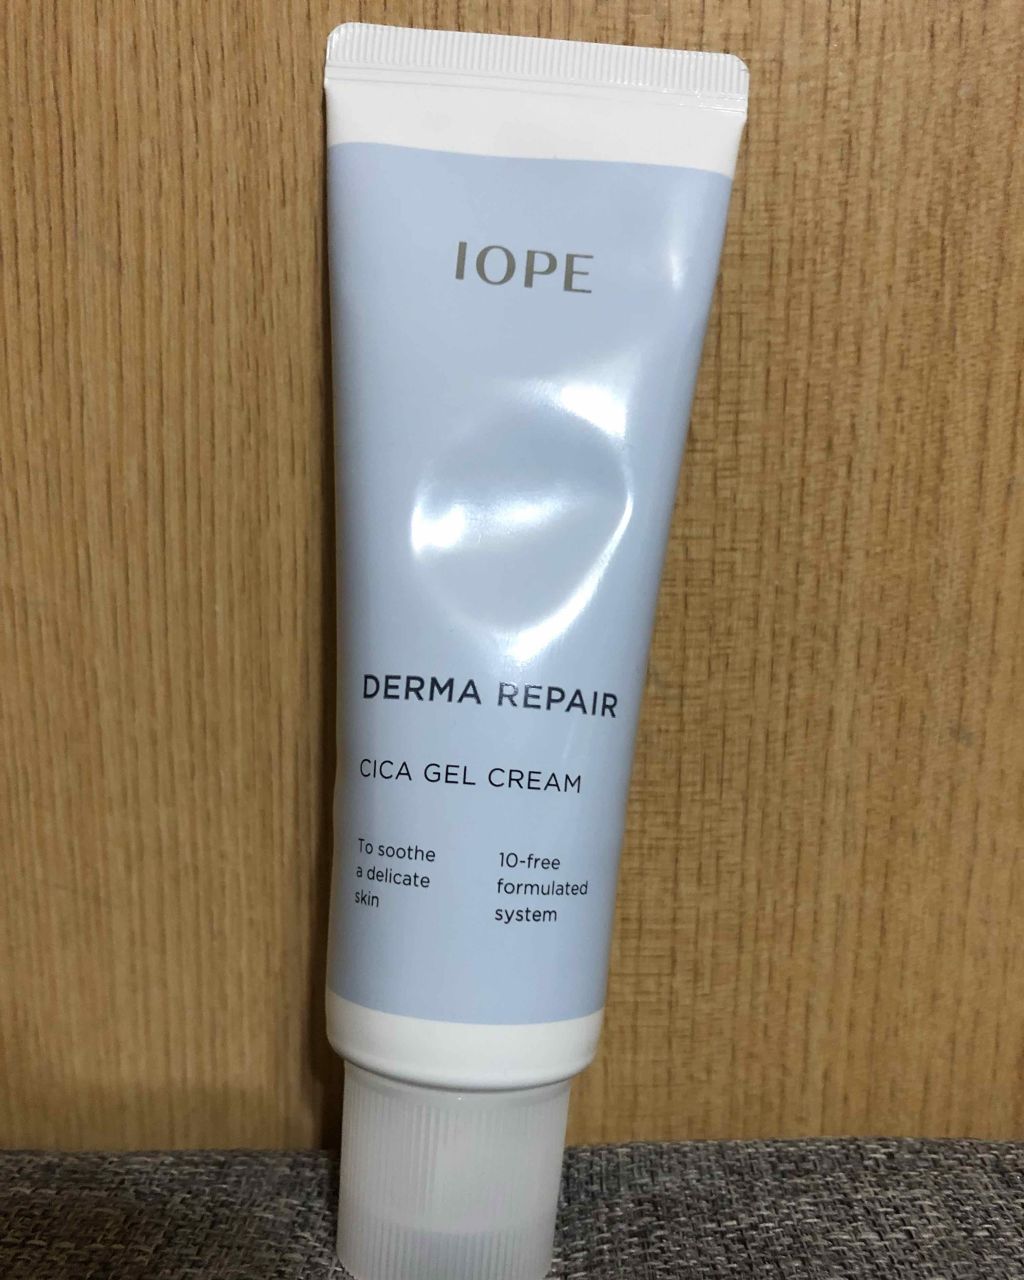 IOPE
DERMA REPAIR
CICA GEL CREAM
To soothe
a delicate
skin
10-free
formulated
system